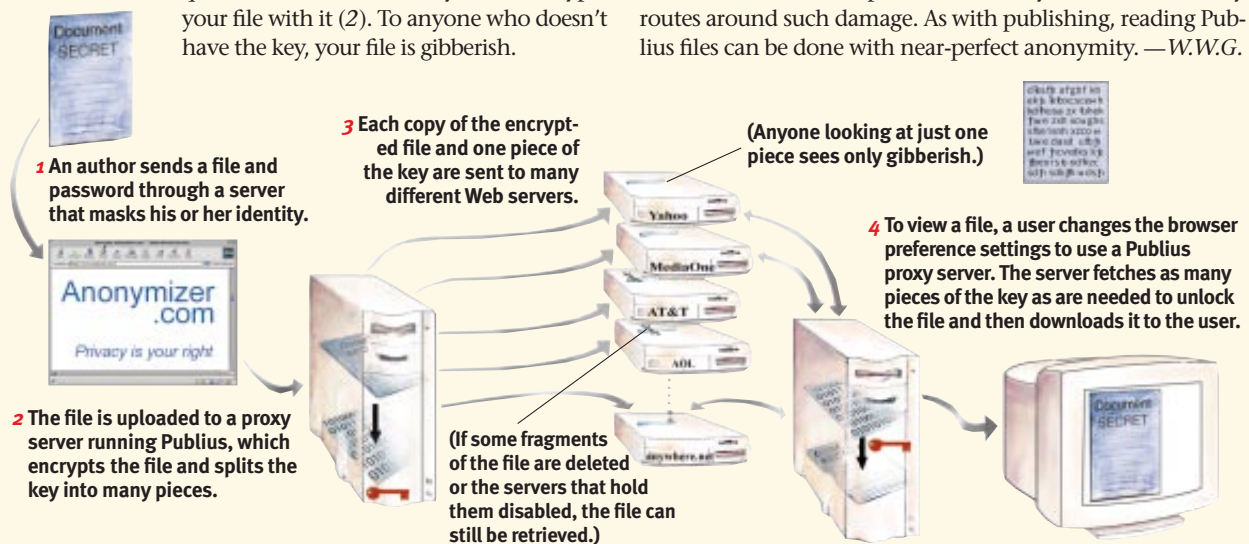 your file with it (2). To anyone who doesn't
have the key, your file is gibberish.
routes around such damage. As with publishing, reading Pub-
lius files can be done with near-perfect anonymity. —W.W.G.
Document
SECRET
1 An author sends a file and
password through a server
that masks his or her identity.
Anonymizer
.com
Privacy is your right
2 The file is uploaded to a proxy
server running Publius, which
encrypts the file and splits the
key into many pieces.
3 Each copy of the encrypt-
ed file and one piece of
the key are sent to many
different Web servers.
Yahoo
MediaOne
AT&T
AOL
anywhere.net
(If some fragments
of the file are deleted
or the servers that hold
them disabled, the file can
still be retrieved.)
(Anyone looking at just one
piece sees only gibberish.)
4 To view a file, a user changes the browser
preference settings to use a Publius
proxy server. The server fetches as many
pieces of the key as are needed to unlock
the file and then downloads it to the user.
Document
SECRET